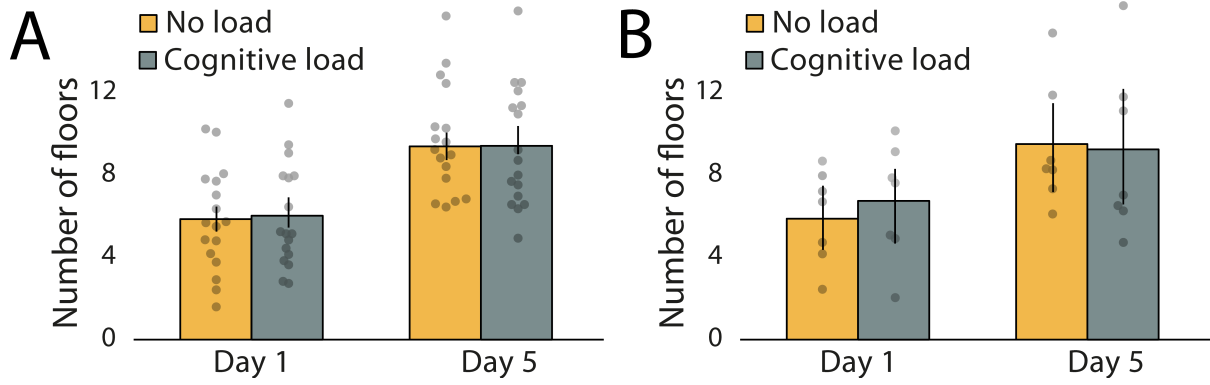 A
No load
Cognitive load
Number of floors
12
8
4
0
Day 1
Day 5
B
No load
Cognitive load
Number of floors
12
8
4
0
Day 1
Day 5